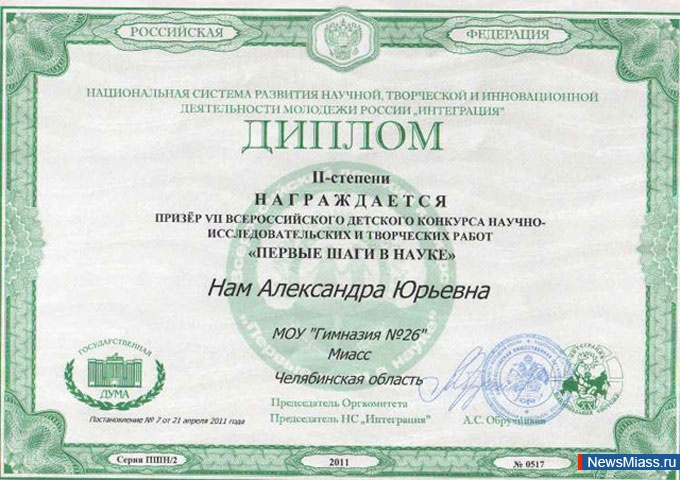 РОССИЙСКАЯ ФЕДЕРАЦИЯ
НАЦИОНАЛЬНАЯ СИСТЕМА РАЗВИТИЯ НАУЧНОЙ, ТВОРЧЕСКОЙ И ИННОВАЦИОННОЙ
ДЕЯТЕЛЬНОСТИ МОЛОДЕЖИ РОССИИ „ИНТЕГРАЦИЯ"
ДИПЛОМ
II-степени
НАГРАЖДАЕТСЯ
ПРИЗЁР VII ВСЕРОССИЙСКОГО ДЕТСКОГО КОНКУРСА НАУЧНО-
ИССЛЕДОВАТЕЛЬСКИХ И ТВОРЧЕСКИХ РАБОТ
«ПЕРВЫЕ ШАГИ В НАУКЕ»
Нам Александра Юрьевна
МОУ "Гимназия №26"
Миасс
Челябинская область
ГОСУДАРСТВЕННАЯ
ДУМА
ИНТЕГРАЦИЯ
Председатель Оргкомитета
Председатель НС „Интеграция"
А.С. Обручников
Постановление № 7 от 21 апреля 2011 года
Серия ПШН/2
2011
№ 0517
NewsMiass.ru